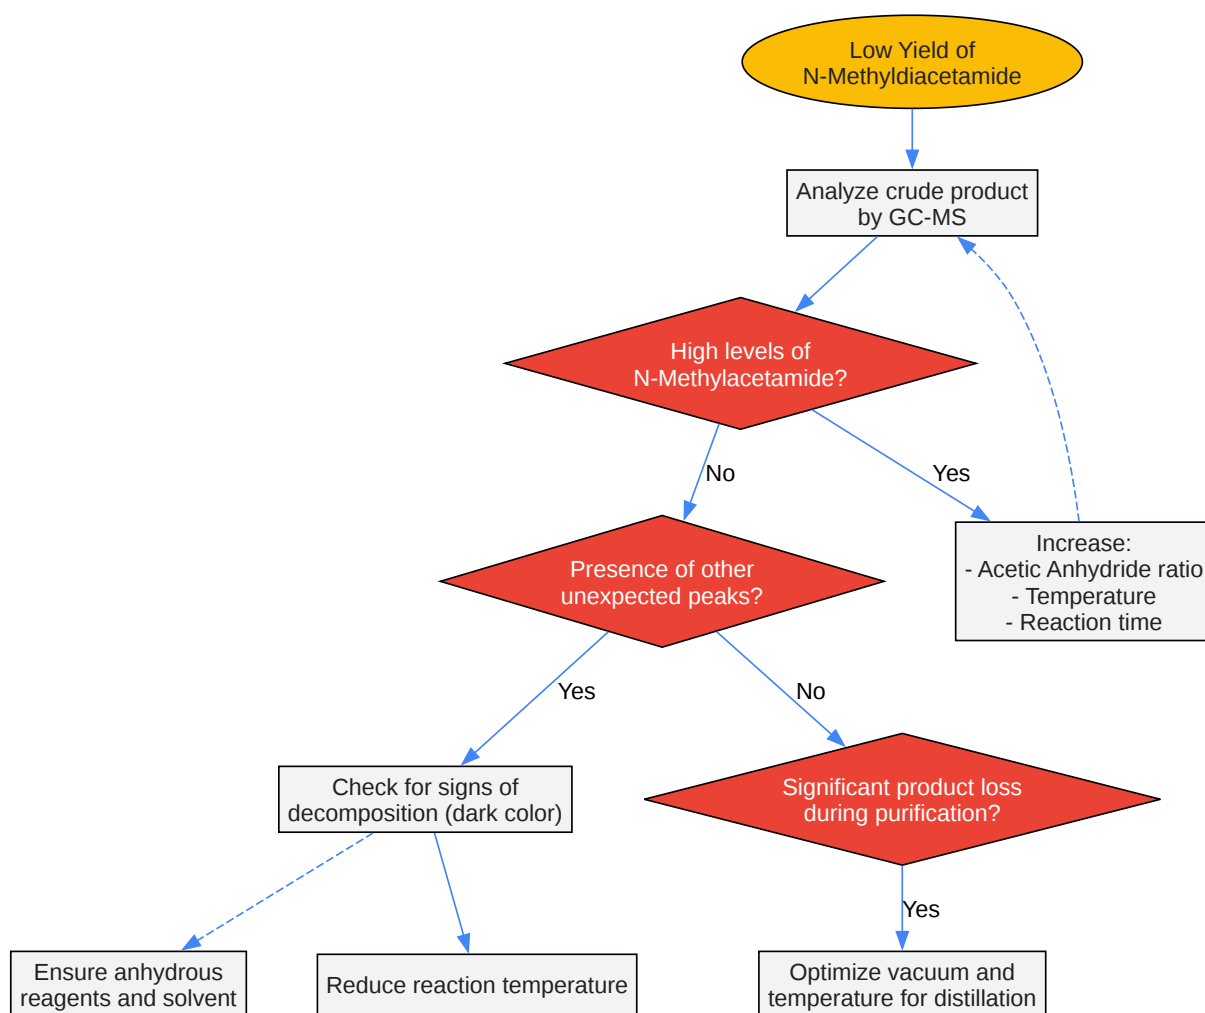 Low Yield of
N-Methyldiacetamide
Analyze crude product
by GC-MS
High levels of
N-Methylacetamide?
No
Yes
Increase:
- Acetic Anhydride ratio
- Temperature
- Reaction time
Presence of other
unexpected peaks?
Yes
No
Check for signs of
decomposition (dark color)
Significant product loss
during purification?
Yes
Ensure anhydrous
reagents and solvent
Reduce reaction temperature
Optimize vacuum and
temperature for distillation